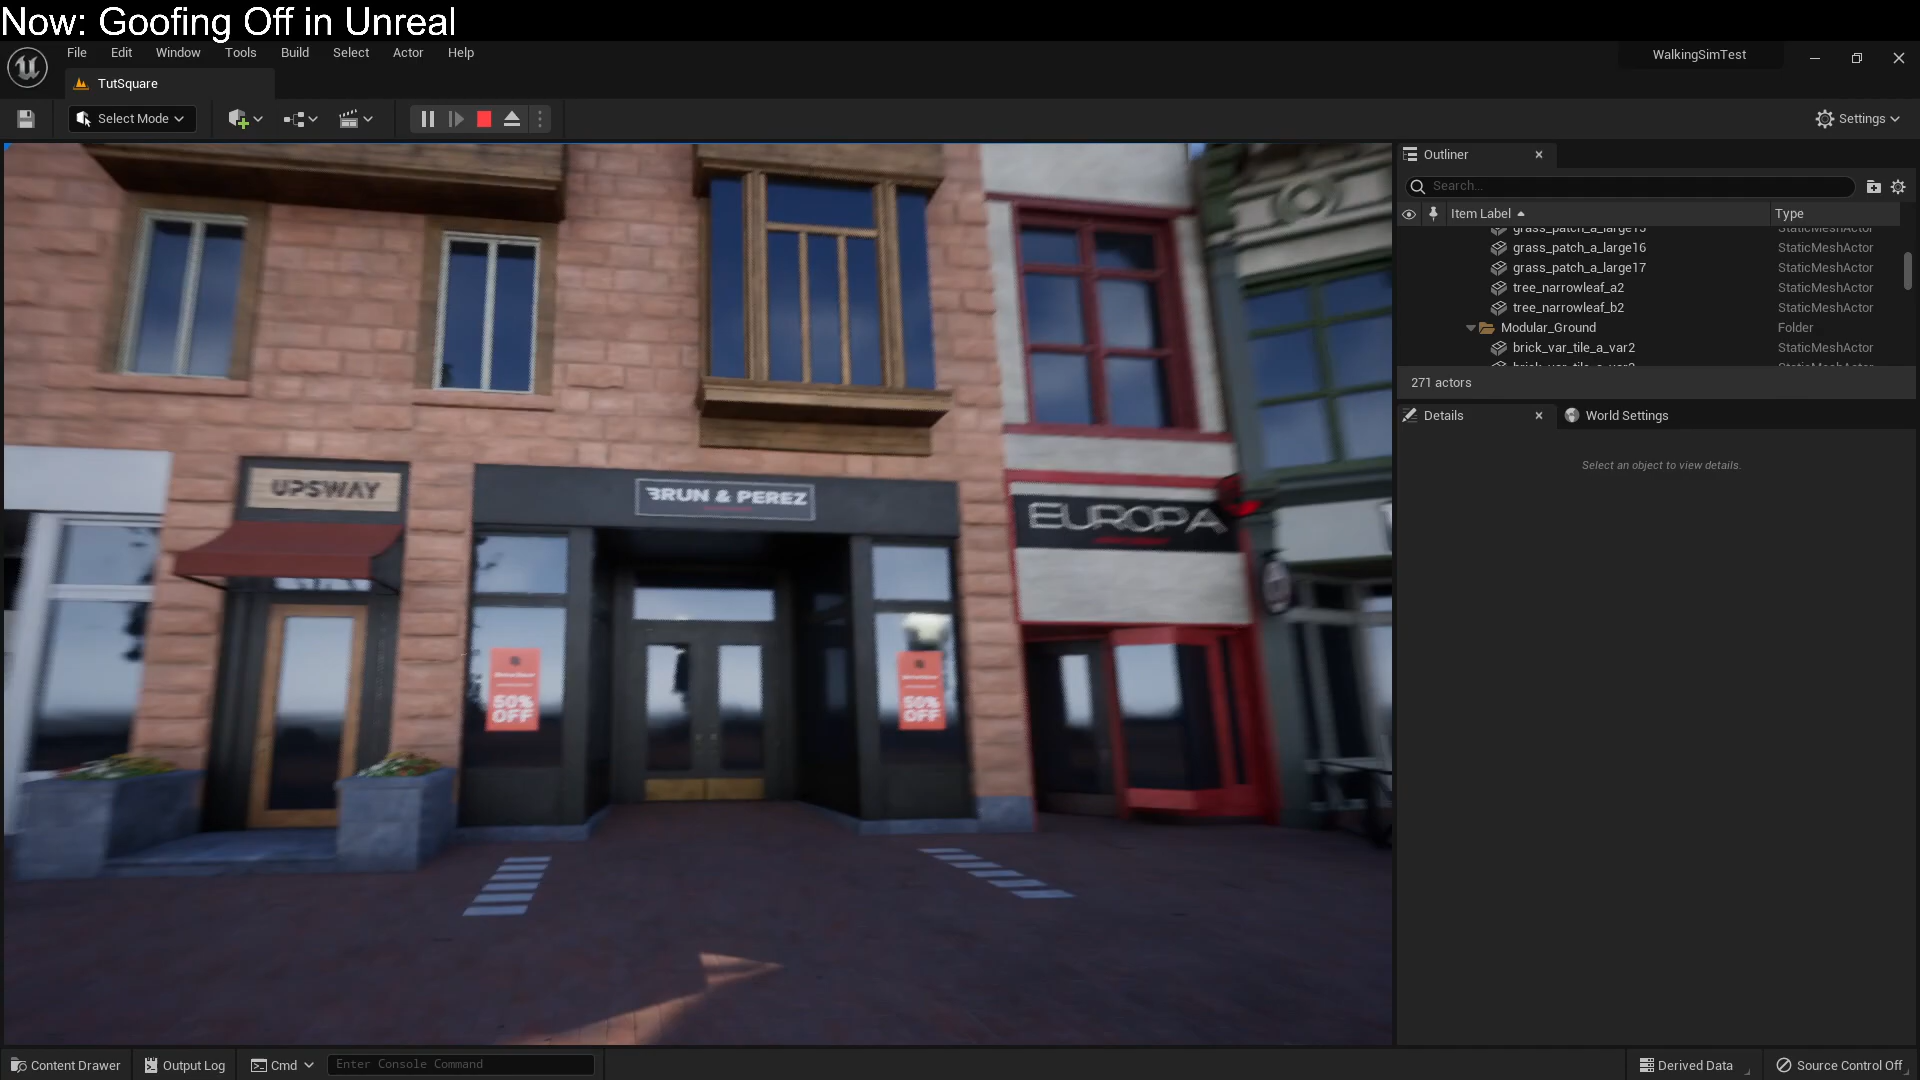 Now: Goofing Off in Unreal
File Edit Window Tools Build Select Actor Help
WalkingSimTest
TutSquare
Select Mode
Settings
Outliner
Search...
Item Label Type
grass_patch_a_large15 StaticMeshActor
grass_patch_a_large16 StaticMeshActor
grass_patch_a_large17 StaticMeshActor
tree_narrowleaf_a2 StaticMeshActor
tree_narrowleaf_b2 StaticMeshActor
Modular_Ground Folder
brick_var_tile_a_var2 StaticMeshActor
271 actors
Details World Settings
Select an object to view details.
UPSWAY
BRUN & PEREZ
EUROPA
50% OFF
50% OFF
Content Drawer Output Log Cmd Enter Console Command Derived Data Source Control Off